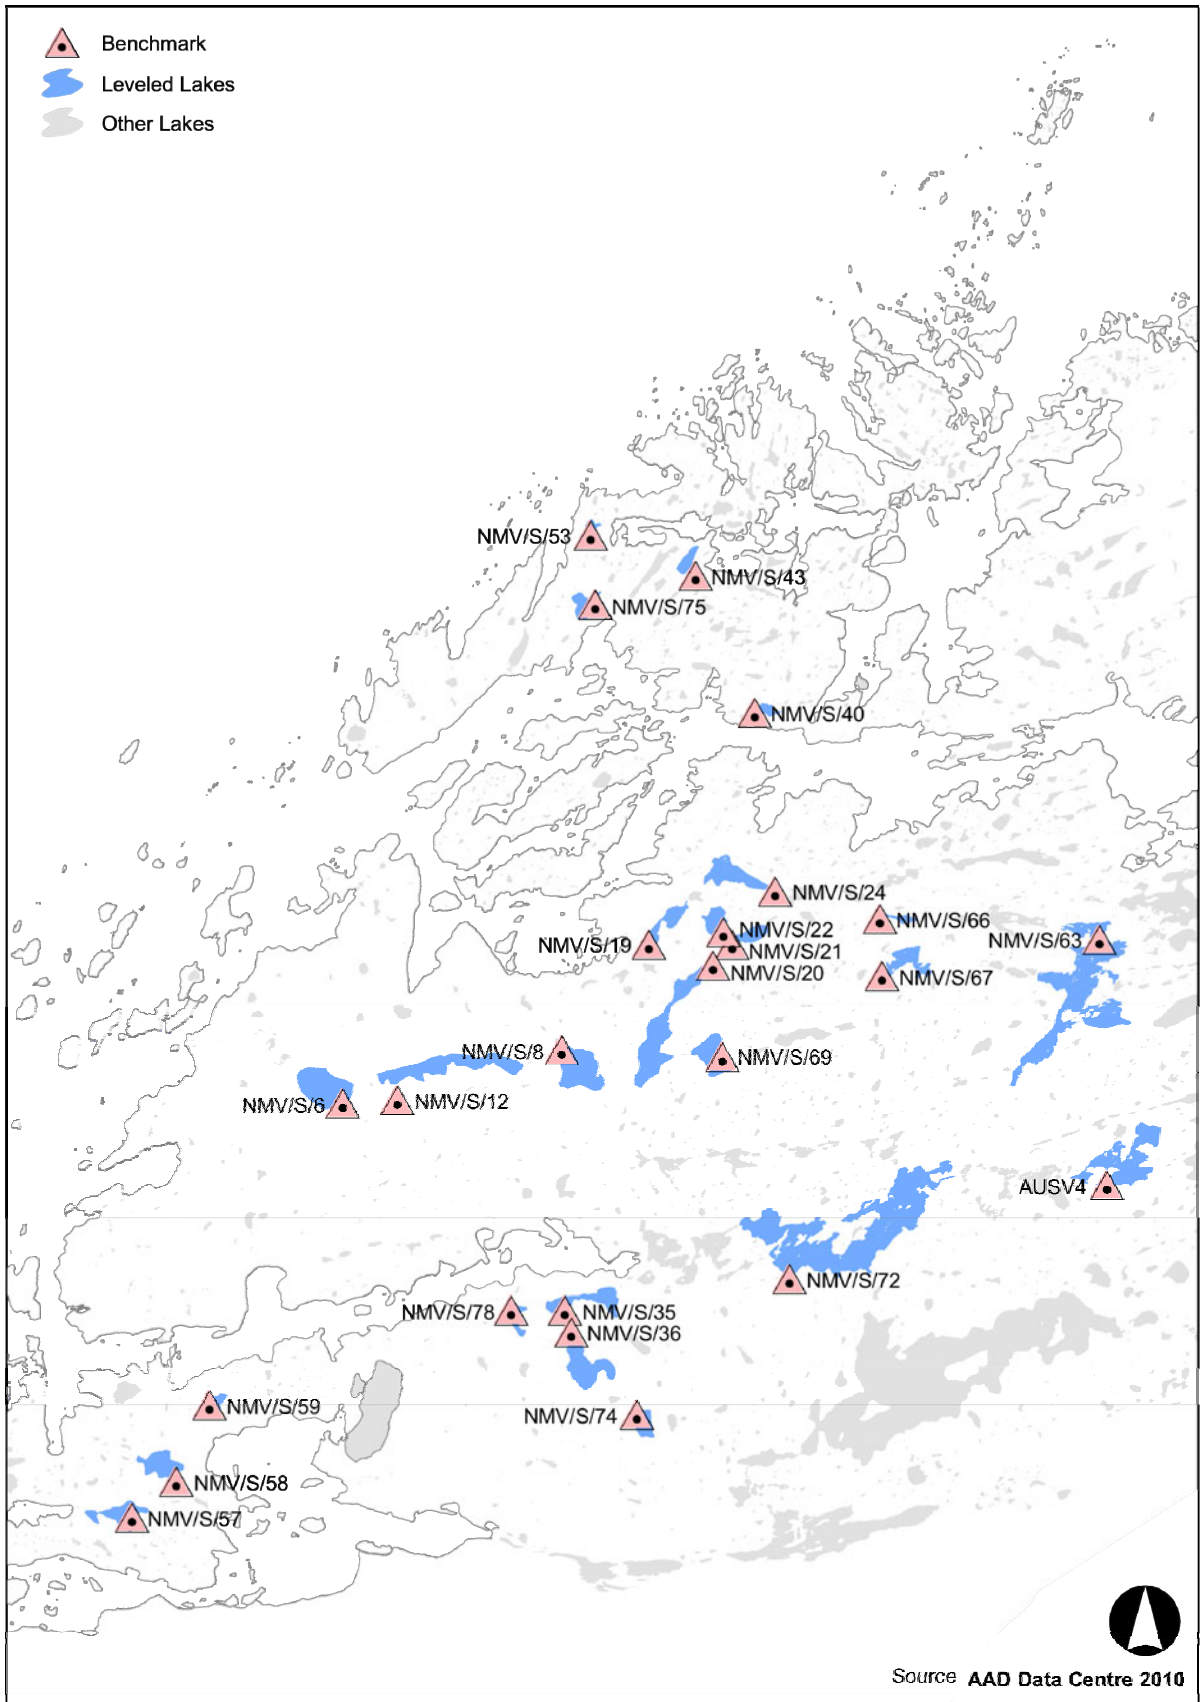 Benchmark
Leveled Lakes
Other Lakes
NMV/S/53
NMV/S/43
NMV/S/75
NMV/S/40
NMV/S/24
NMV/S/66
NMV/S/22
NMV/S/63
NMV/S/19
NMV/S/21
NMV/S/20
NMV/S/67
NMV/S/8
NMV/S/69
NMV/S/6
NMV/S/12
AUSV4
NMV/S/72
NMV/S/78
NMV/S/35
NMV/S/36
NMV/S/59
NMV/S/74
NMV/S/58
NMV/S/57
Source AAD Data Centre 2010